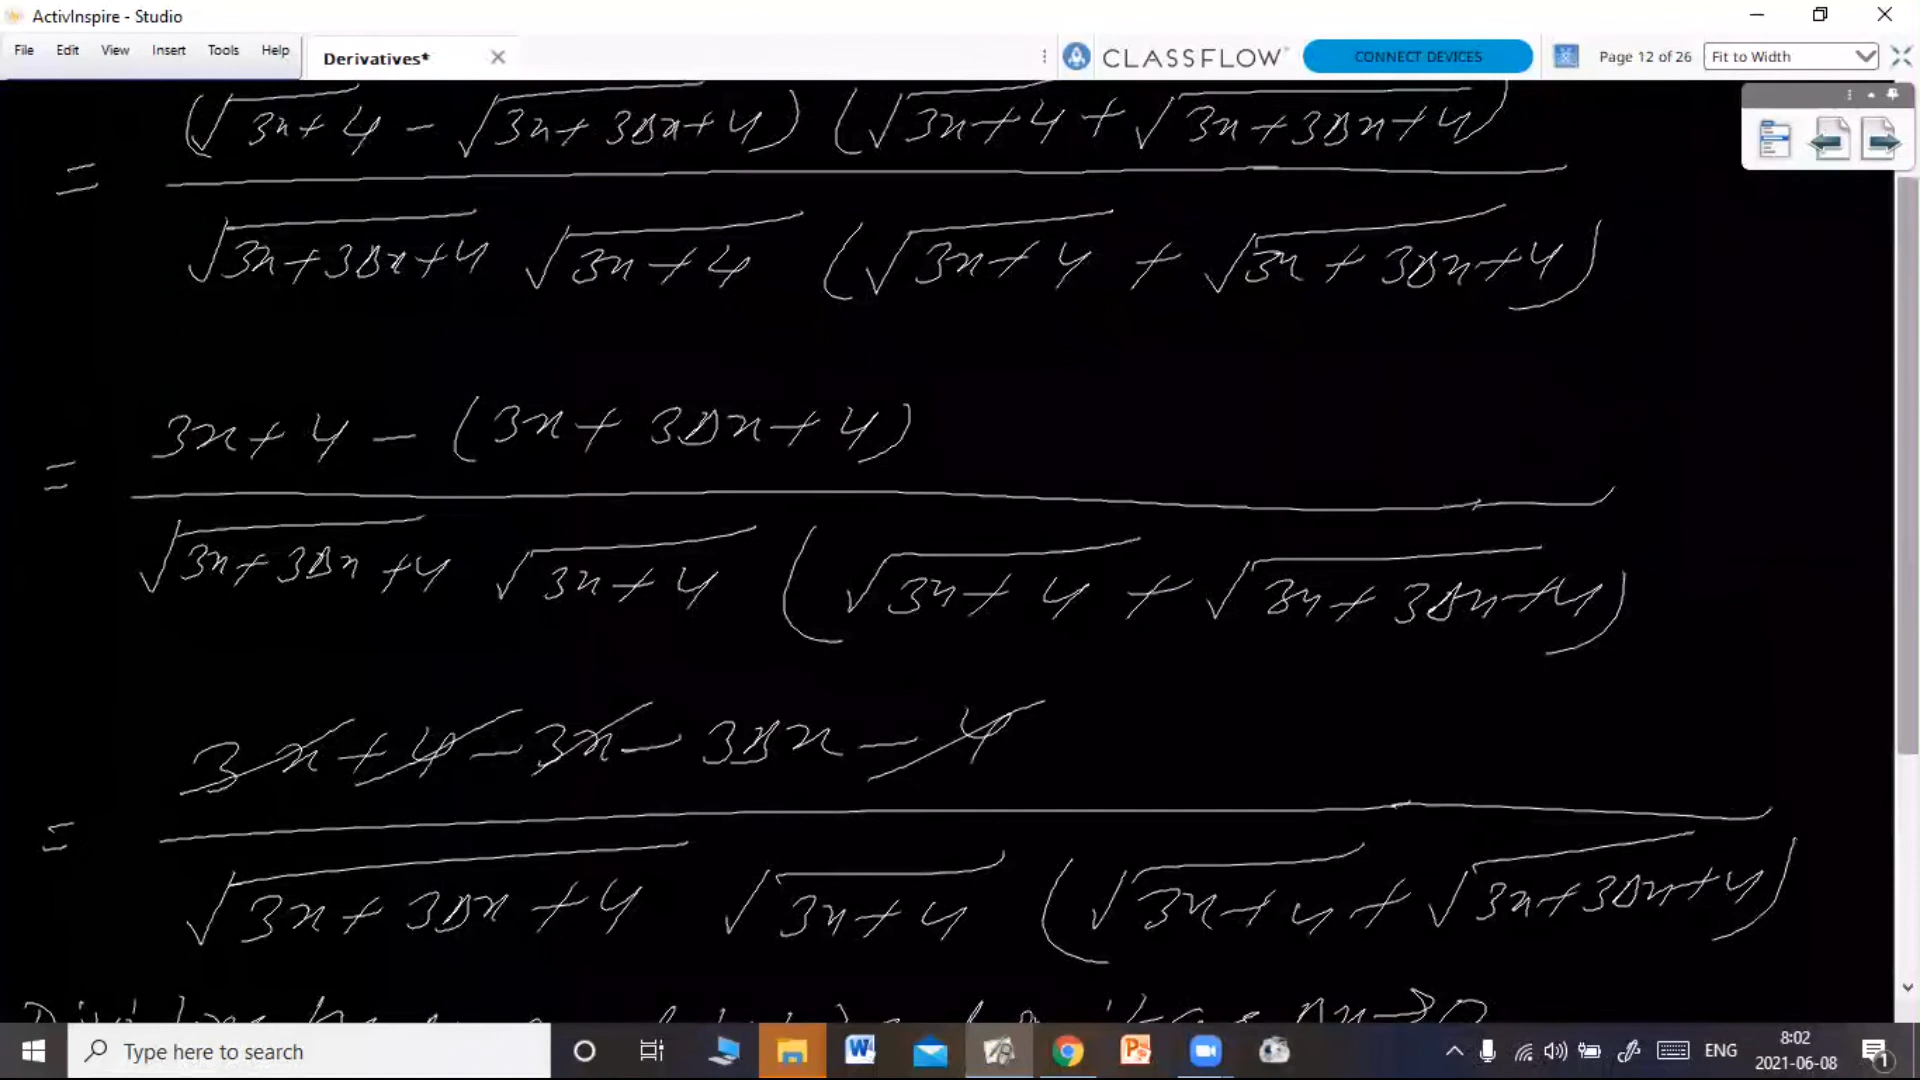 ActivInspire - Studio
File Edit View Insert Tools Help
Derivatives*
CLASSFLOW
CONNECT DEVICES
Page 12 of 26
Fit to Width
= (√3x+4 - √3x+3Δx+4) (√3x+4 + √3x+3Δx+4)
√3x+3Δx+4 √3x+4 (√3x+4 + √3x+3Δx+4)
= 3x+4 - (3x+3Δx+4)
√3x+3Δx+4 √3x+4 (√3x+4 + √3x+3Δx+4)
= 3x+4-3x-3Δx-4
√3x+3Δx+4 √3x+4 (√3x+4+√3x+3Δx+4)
Δx→0
Type here to search
ENG
8:02
2021-06-08
1